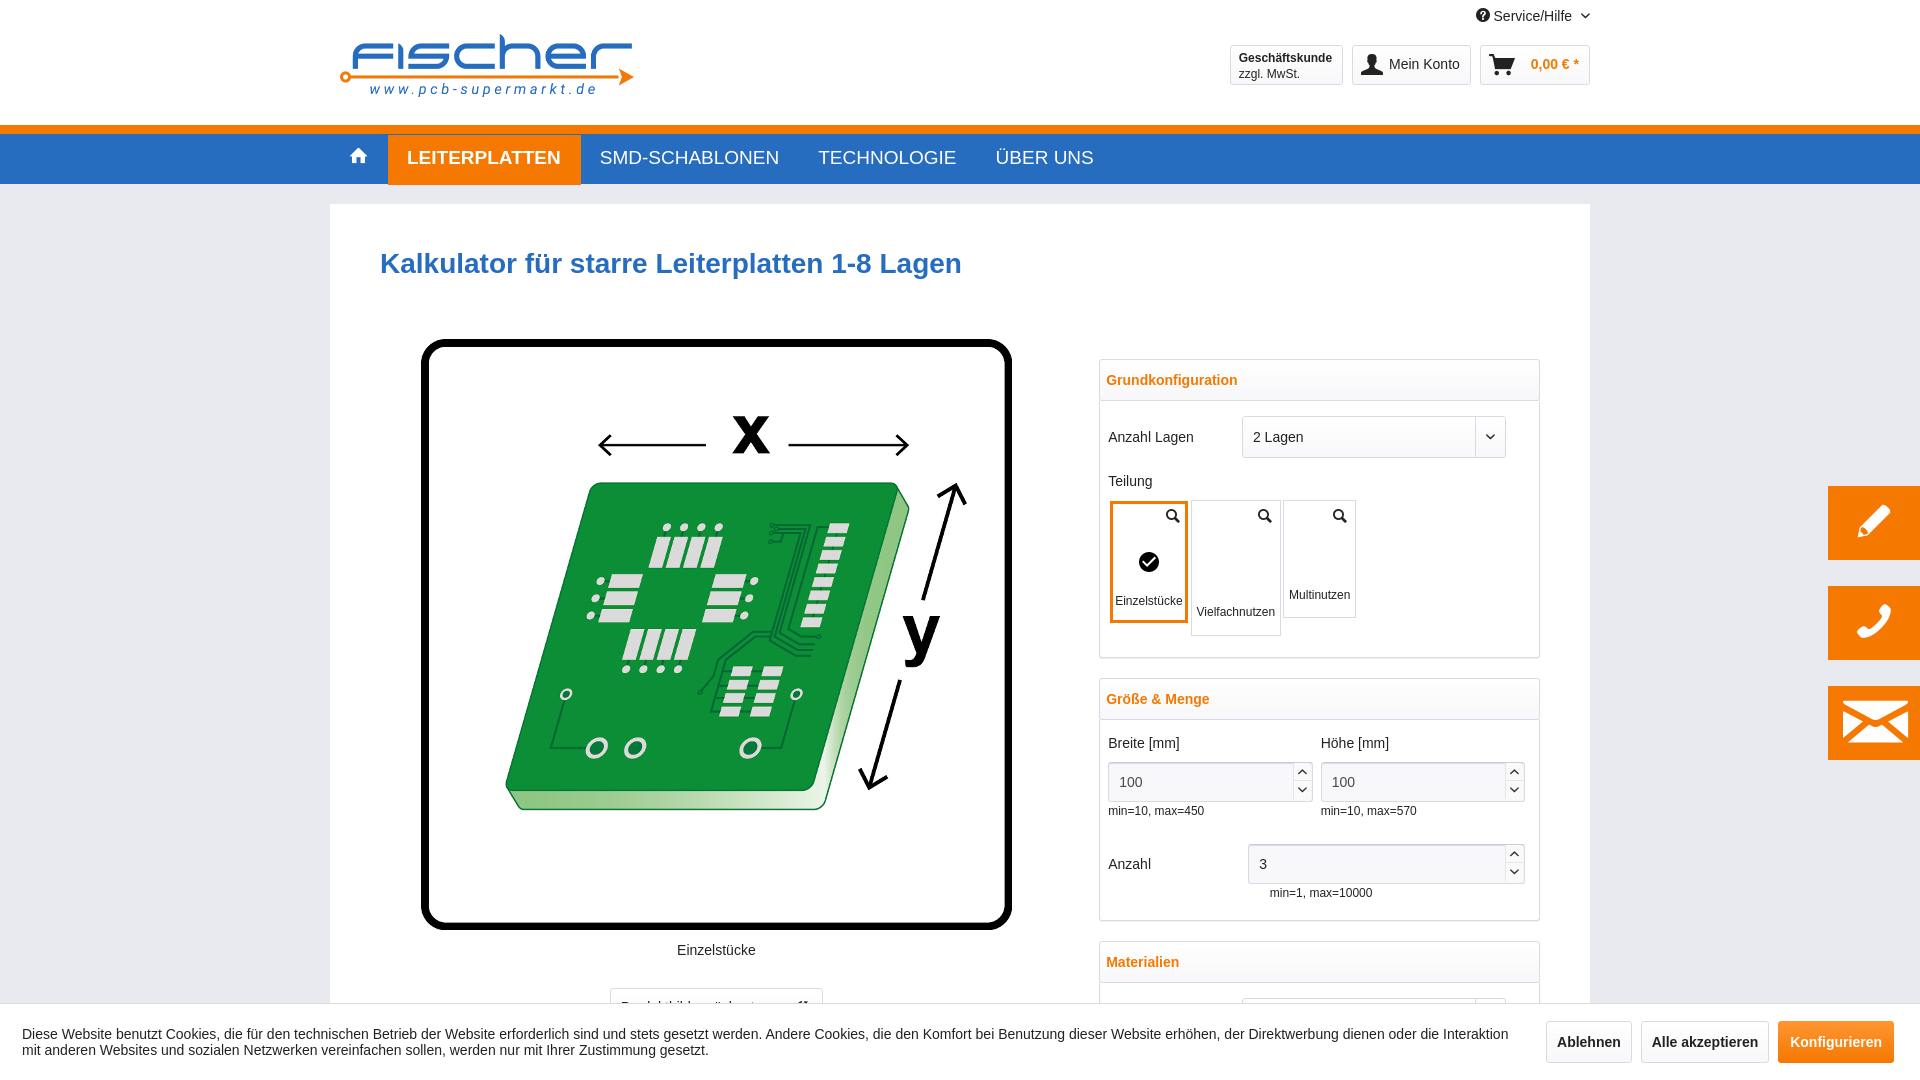 Service/Hilfe
fischer
www.pcb-supermarkt.de
Geschäftskunde
zzgl. MwSt.
Mein Konto
0,00 € *
LEITERPLATTEN
SMD-SCHABLONEN
TECHNOLOGIE
ÜBER UNS
Kalkulator für starre Leiterplatten 1-8 Lagen
x
y
Einzelstücke
Grundkonfiguration
Anzahl Lagen
2 Lagen
Teilung
Einzelstücke
Vielfachnutzen
Multinutzen
Größe & Menge
Breite [mm]
Höhe [mm]
100
100
min=10, max=450
min=10, max=570
Anzahl
3
min=1, max=10000
Materialien
Diese Website benutzt Cookies, die für den technischen Betrieb der Website erforderlich sind und stets gesetzt werden. Andere Cookies, die den Komfort bei Benutzung dieser Website erhöhen, der Direktwerbung dienen oder die Interaktion
mit anderen Websites und sozialen Netzwerken vereinfachen sollen, werden nur mit Ihrer Zustimmung gesetzt.
Ablehnen
Alle akzeptieren
Konfigurieren